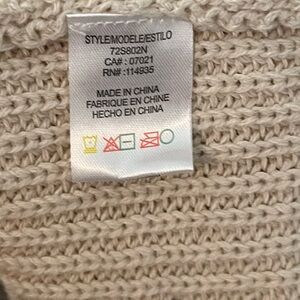 STYLE/MODELE/ESTILO
72S802N
CA# : 07021
RN# :114935
MADE IN CHINA
FABRIQUE EN CHINE
HECHO EN CHINA